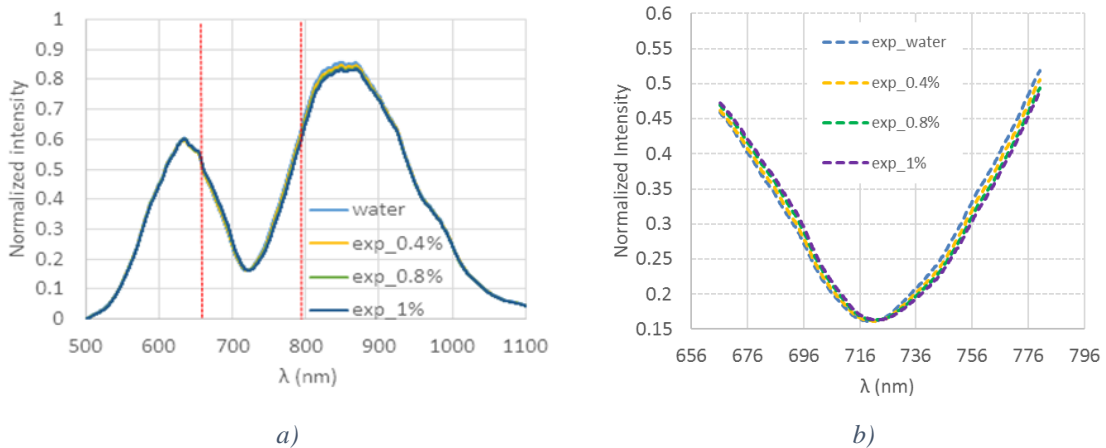 1
0.9
0.8
0.7
0.6
0.5
0.4
0.3
0.2
0.1
0
Normalized intensity
water
exp_0.4%
exp_0.8%
exp_1%
500 600 700 800 900 1000 1100
λ (nm)
a)
0.6
0.55
0.5
0.45
0.4
0.35
0.3
0.25
0.2
0.15
Normalized Intensity
exp_water
exp_0.4%
exp_0.8%
exp_1%
656 676 696 716 736 756 776 796
λ (nm)
b)